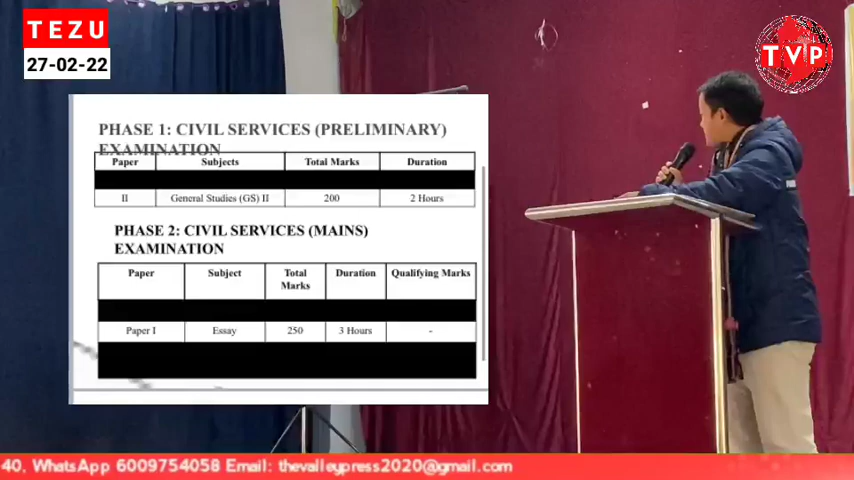 TEZU
27-02-22
TVP
PHASE 1: CIVIL SERVICES (PRELIMINARY)
EXAMINATION
Paper Subjects Total Marks Duration
II General Studies (GS) II 200 2 Hours
PHASE 2: CIVIL SERVICES (MAINS)
EXAMINATION
Paper Subject Total Marks Duration Qualifying Marks
Paper I Essay 250 3 Hours -
40, WhatsApp 6009754058 Email: thevalleypress2020@gmail.com